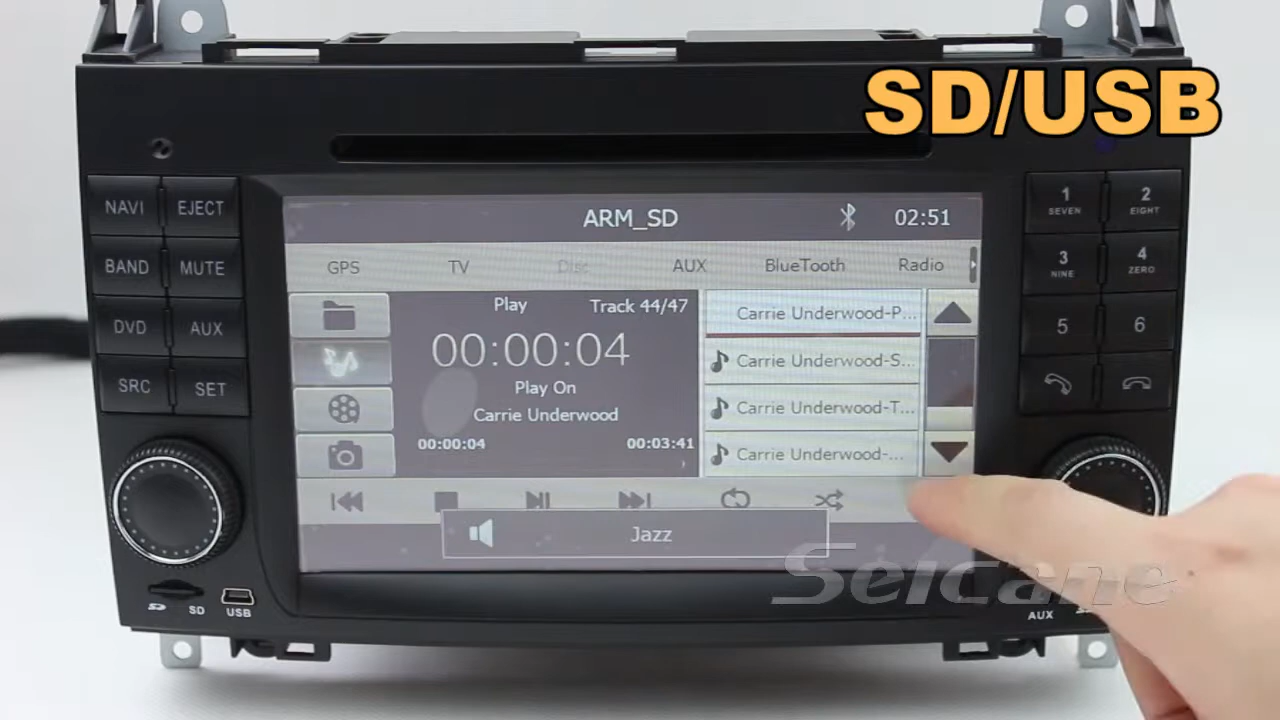 SD/USB
NAVI
EJECT
BAND
MUTE
DVD
AUX
SRC
SET
ARM_SD
02:51
GPS
TV
Disc
AUX
BlueTooth
Radio
Play
Track 44/47
00:00:04
Play On
Carrie Underwood
00:00:04
00:03:41
Carrie Underwood-P...
Carrie Underwood-S...
Carrie Underwood-T...
Carrie Underwood-...
Jazz
1
SEVEN
2
EIGHT
3
NINE
4
ZERO
5
6
SD
SD
USB
AUX
Seicane